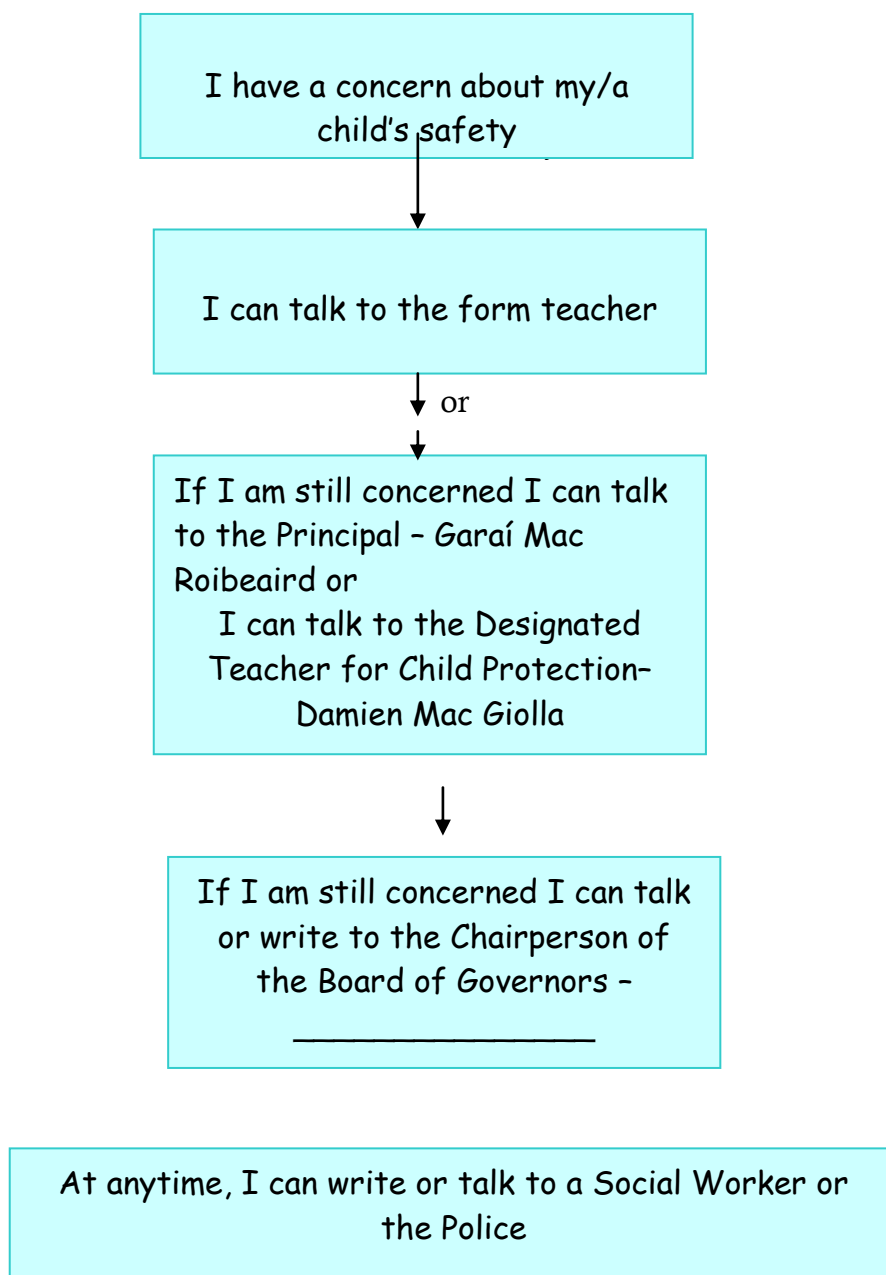 I have a concern about my/a
child's safety
I can talk to the form teacher
or
If I am still concerned I can talk
to the Principal – Garaí Mac
Roibeaird or
I can talk to the Designated
Teacher for Child Protection–
Damien Mac Giolla
If I am still concerned I can talk
or write to the Chairperson of
the Board of Governors –
_______________
At anytime, I can write or talk to a Social Worker or
the Police